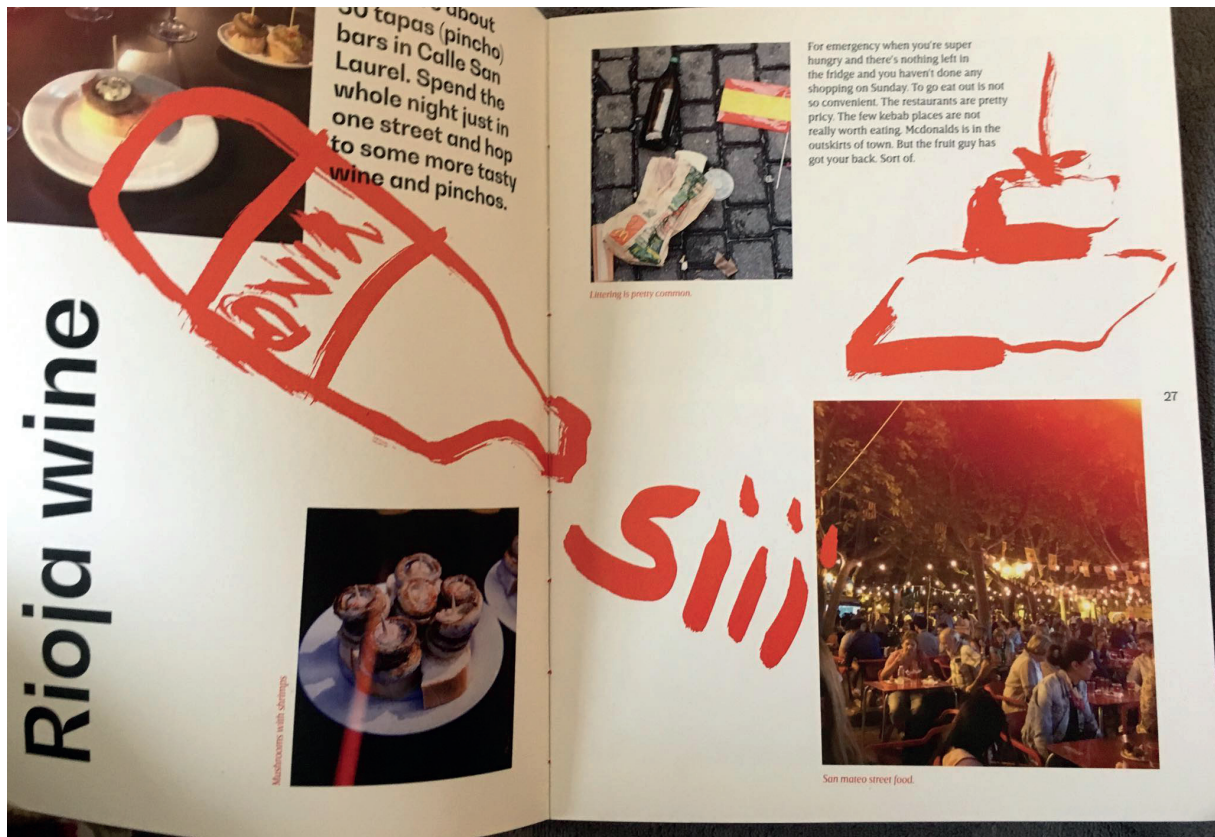 about
50 tapas (pincho)
bars in Calle San
Laurel. Spend the
whole night just in
one street and hop
to some more tasty
wine and pinchos.
Rioja wine
Mushrooms with shrimps
Littering is pretty common.
For emergency when you're super
hungry and there's nothing left in
the fridge and you haven't done any
shopping on Sunday. To go eat out is not
so convenient. The restaurants are pretty
pricy. The few kebab places are not
really worth eating. Mcdonalds is in the
outskirts of town. But the fruit guy has
got your back. Sort of.
27
siii
San mateo street food.